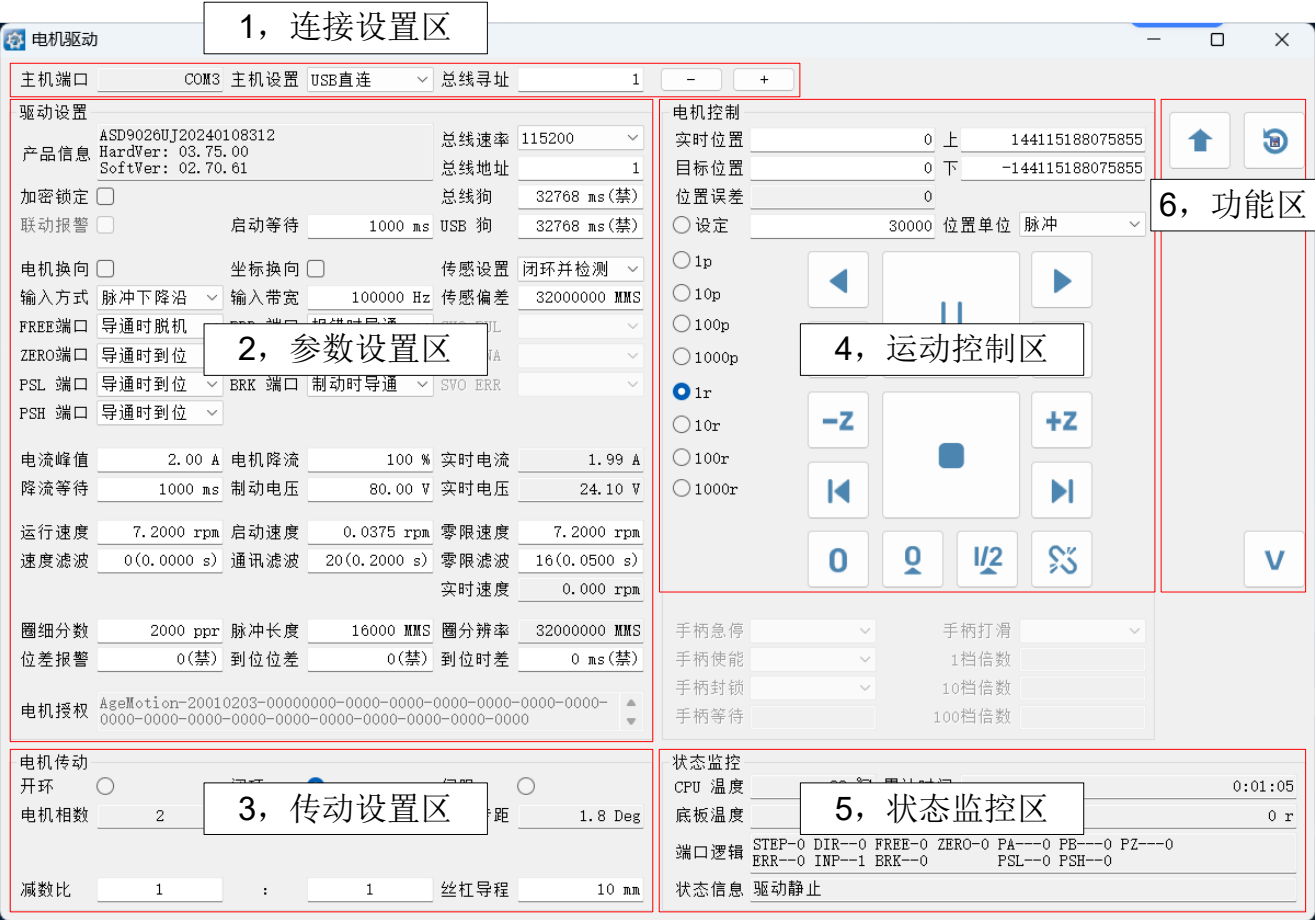 1，连接设置区
电机驱动
主机端口 COM3 主机设置 USB直连 总线寻址 1 - +
驱动设置
产品信息 ASD9026UJ20240108312
HardVer: 03.75.00
SoftVer: 02.70.61
总线速率 115200
总线地址 1
加密锁定 总线狗 32768 ms(禁)
联动报警 启动等待 1000 ms USB 狗 32768 ms(禁)
电机换向 坐标换向 传感设置 闭环并检测
输入方式 脉冲下降沿 输入带宽 100000 Hz 传感偏差 32000000 MMS
FREE端口 导通时脱机
ZERO端口 导通时到位
2，参数设置区
PSL 端口 导通时到位 BRK 端口 制动时导通 SVO ERR
PSH 端口 导通时到位
电流峰值 2.00 A 电机降流 100 % 实时电流 1.99 A
降流等待 1000 ms 制动电压 80.00 V 实时电压 24.10 V
运行速度 7.2000 rpm 启动速度 0.0375 rpm 零限速度 7.2000 rpm
速度滤波 0(0.0000 s) 通讯滤波 20(0.2000 s) 零限滤波 16(0.0500 s)
实时速度 0.000 rpm
圈细分数 2000 ppr 脉冲长度 16000 MMS 圈分辨率 32000000 MMS
位差报警 0(禁) 到位位差 0(禁) 到位时差 0 ms(禁)
电机授权 AgeMotion-20010203-00000000-0000-0000-0000-0000-0000-0000-
0000-0000-0000-0000-0000-0000-0000-0000-0000
电机控制
实时位置 0 上 144115188075855
目标位置 0 下 -144115188075855
位置误差 0
设定 30000 位置单位 脉冲
1p
10p
100p
1000p
1r
10r
100r
1000r
4，运动控制区
-Z +Z
0 0 1/2
6，功能区
V
手柄急停 手柄打滑
手柄使能 1档倍数
手柄封锁 10档倍数
手柄等待 100档倍数
电机传动
开环
电机相数 2 距 1.8 Deg
3，传动设置区
减数比 1 : 1 丝杠导程 10 mm
状态监控
CPU 温度 0:01:05
底板温度 0 r
5，状态监控区
端口逻辑 STEP-0 DIR--0 FREE-0 ZERO-0 PA---0 PB---0 PZ---0
ERR--0 INP--1 BRK--0 PSL--0 PSH--0
状态信息 驱动静止